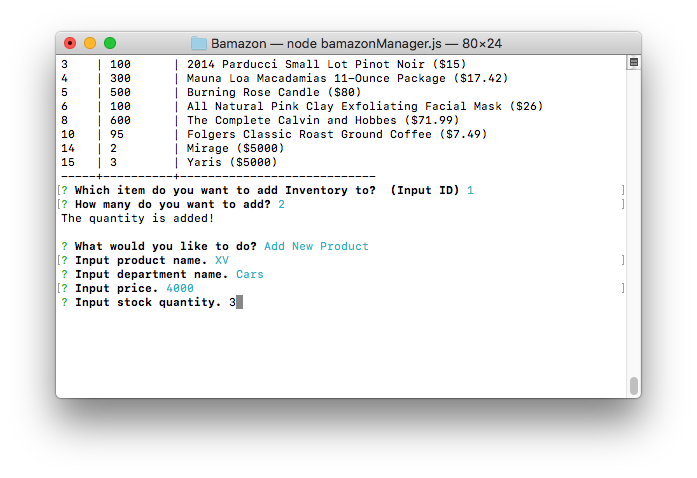 Bamazon — node bamazonManager.js — 80×24
3    | 100      | 2014 Parducci Small Lot Pinot Noir ($15)
4    | 300      | Mauna Loa Macadamias 11-Ounce Package ($17.42)
5    | 500      | Burning Rose Candle ($80)
6    | 100      | All Natural Pink Clay Exfoliating Facial Mask ($26)
8    | 600      | The Complete Calvin and Hobbes ($71.99)
10   | 95       | Folgers Classic Roast Ground Coffee ($7.49)
14   | 2        | Mirage ($5000)
15   | 3        | Yaris ($5000)
-----+----------+----------------------------
[? Which item do you want to add Inventory to?  (Input ID) 1 ]
[? How many do you want to add? 2 ]
The quantity is added!
? What would you like to do? Add New Product
[? Input product name. XV ]
? Input department name. Cars
[? Input price. 4000 ]
? Input stock quantity. 3